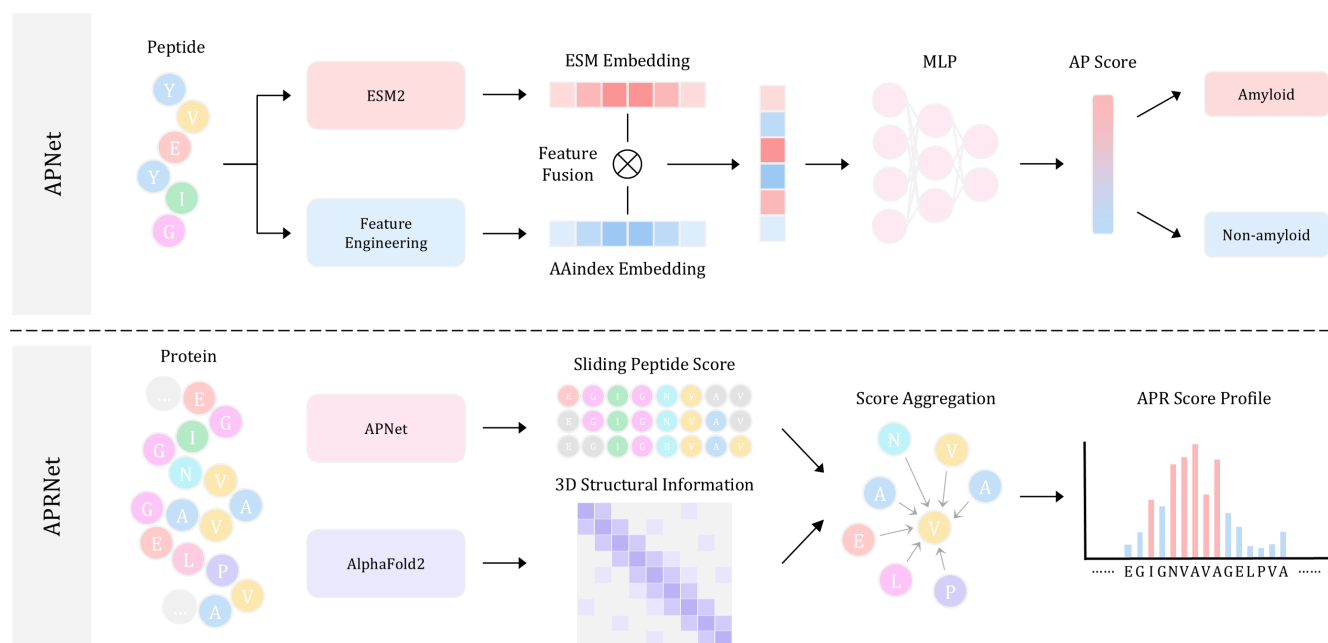 APNet
Peptide
Y
V
E
Y
I
G
ESM2
Feature
Engineering
ESM Embedding
Feature
Fusion
AAindex Embedding
MLP
AP Score
Amyloid
Non-amyloid
APRNet
Protein
...
E
G
I
G
N
V
G
A
V
A
E
L
P
V
A
...
APNet
AlphaFold2
Sliding Peptide Score
E G I G N V A V
E G I G N V A V
E G I G N V A V
3D Structural Information
Score Aggregation
N
V
A
A
V
E
L
P
APR Score Profile
...... E G I G N V A V A G E L P V A ......